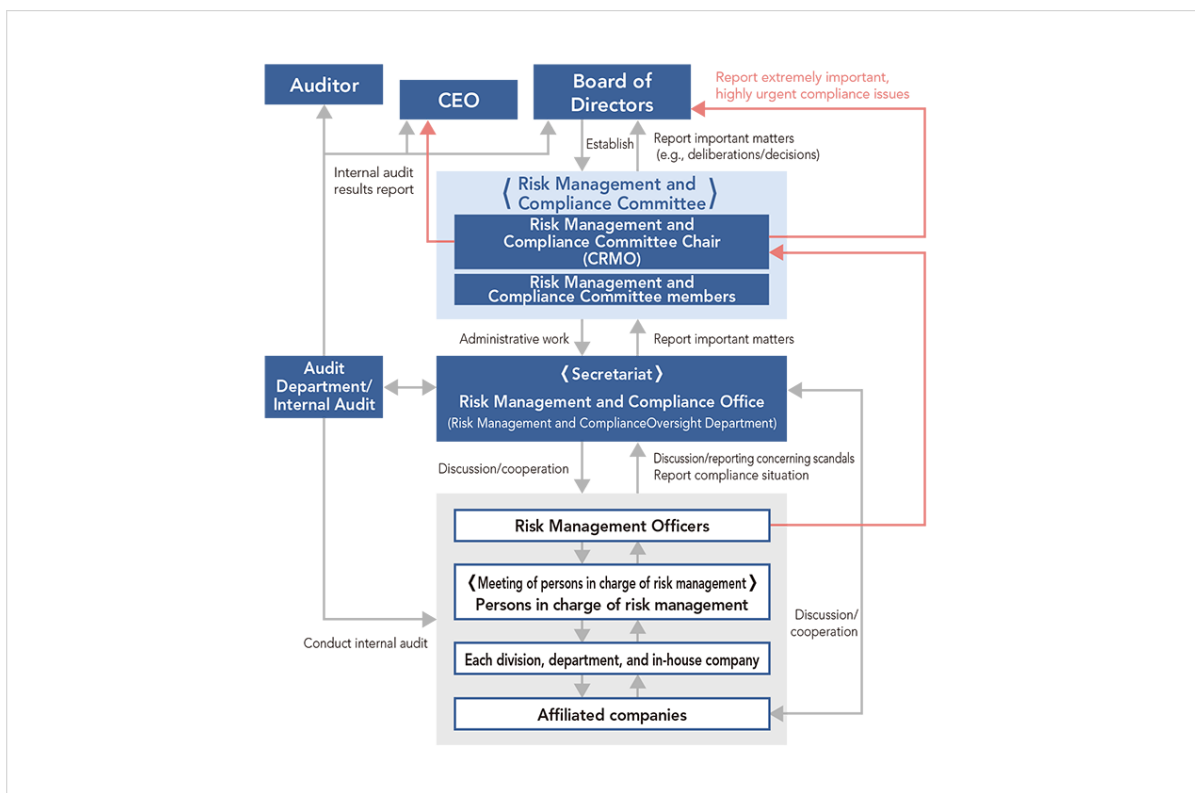 Auditor
CEO
Board of
Directors
Report extremely important,
highly urgent compliance issues
Establish
Report important matters
(e.g., deliberations/decisions)
Internal audit
results report
⟨Risk Management and
Compliance Committee⟩
Risk Management and
Compliance Committee Chair
(CRMO)
Risk Management and
Compliance Committee members
Administrative work
Report important matters
Audit
Department/
Internal Audit
⟨Secretariat⟩
Risk Management and Compliance Office
(Risk Management and ComplianceOversight Department)
Discussion/cooperation
Discussion/reporting concerning scandals
Report compliance situation
Risk Management Officers
⟨Meeting of persons in charge of risk management⟩
Persons in charge of risk management
Discussion/
cooperation
Conduct internal audit
Each division, department, and in-house company
Affiliated companies